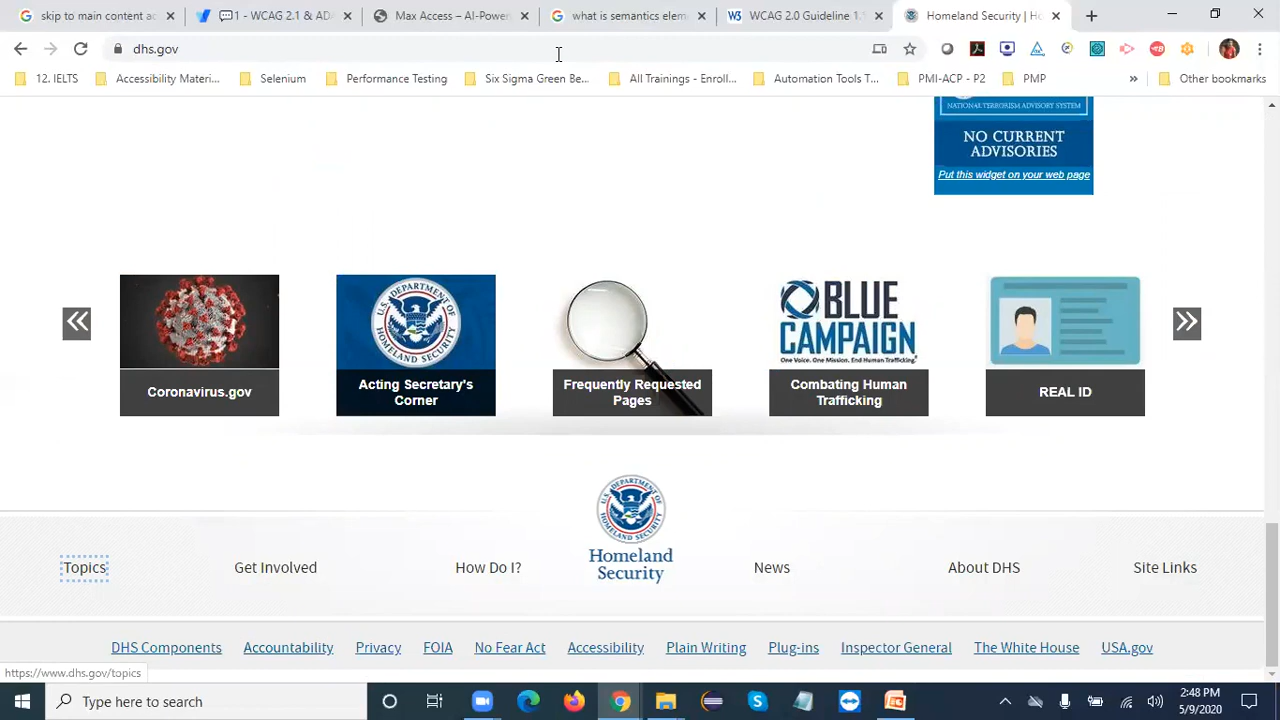 skip to main content ac
1 - WCAG 2.1 & ADA
Max Access – AI-Power
what is semantics elem
WCAG 2.0 Guideline 1.1
Homeland Security | Ho
dhs.gov
12. IELTS
Accessibility Materi...
Selenium
Performance Testing
Six Sigma Green Be...
All Trainings - Enroll...
Automation Tools T...
PMI-ACP - P2
PMP
Other bookmarks
NATIONAL TERRORISM ADVISORY SYSTEM
NO CURRENT
ADVISORIES
Put this widget on your web page
U.S. DEPARTMENT OF
HOMELAND SECURITY
BLUE
CAMPAIGN
One Voice. One Mission. End Human Trafficking.
Coronavirus.gov
Acting Secretary's
Corner
Frequently Requested
Pages
Combating Human
Trafficking
REAL ID
Homeland
Security
Topics
Get Involved
How Do I?
News
About DHS
Site Links
DHS Components
Accountability
Privacy
FOIA
No Fear Act
Accessibility
Plain Writing
Plug-ins
Inspector General
The White House
USA.gov
https://www.dhs.gov/topics
Type here to search
2:48 PM
5/9/2020